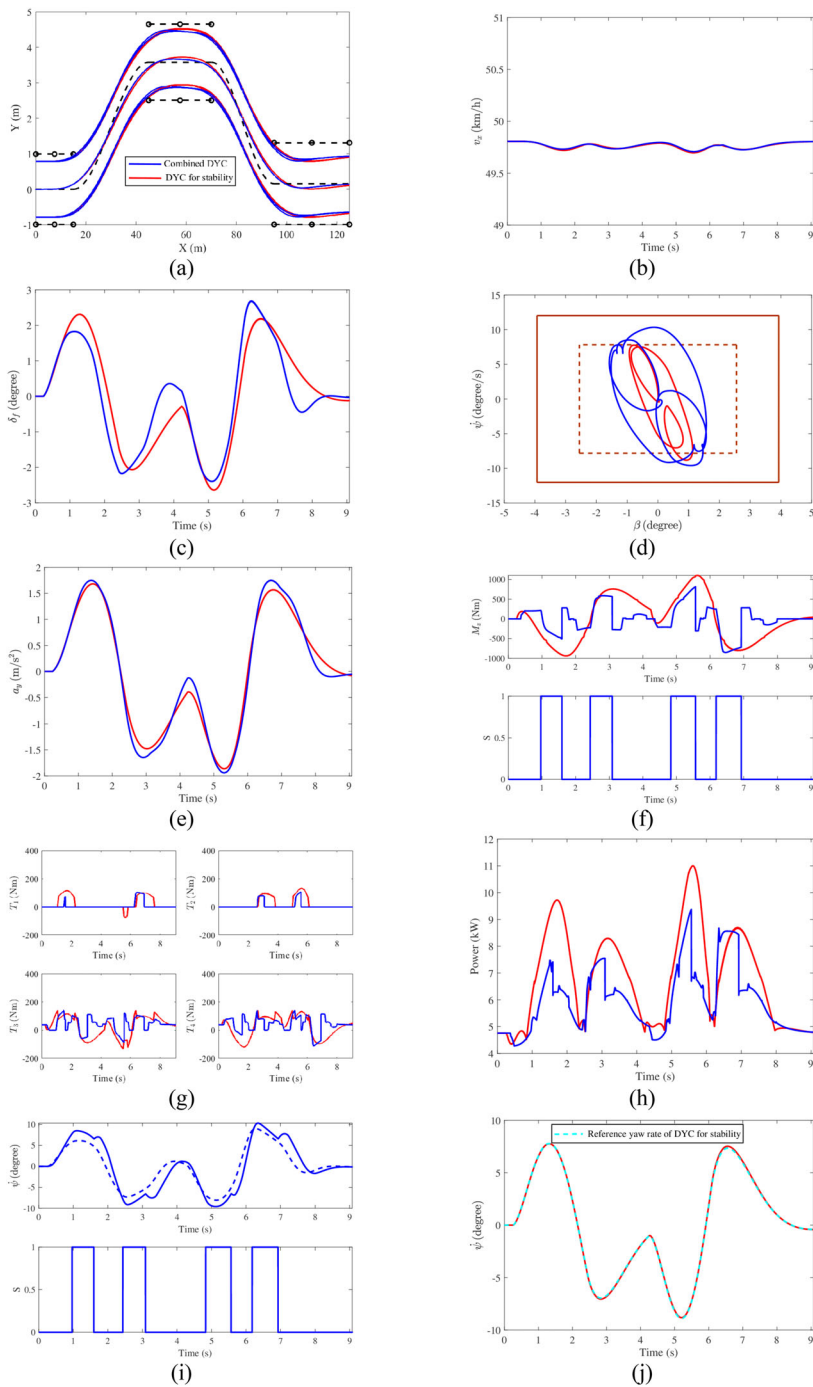 5
4
3
2
1
0
-1
Y (m)
Combined DYC
DYC for stability
0 20 40 60 80 100 120
X (m)
(a)
51
50.5
50
49.5
49
v_x (km/h)
0 1 2 3 4 5 6 7 8 9
Time (s)
(b)
3
2
1
0
-1
-2
-3
δ_f (degree)
0 1 2 3 4 5 6 7 8 9
Time (s)
(c)
15
10
5
0
-5
-10
-15
ψ̇ (degree/s)
-5 -4 -3 -2 -1 0 1 2 3 4 5
β (degree)
(d)
2
1.5
1
0.5
0
-0.5
-1
-1.5
-2
a_y (m/s²)
0 1 2 3 4 5 6 7 8 9
Time (s)
(e)
1000
500
0
-500
-1000
M_z (Nm)
0 1 2 3 4 5 6 7 8 9
Time (s)
1
0.5
0
S
0 1 2 3 4 5 6 7 8 9
Time (s)
(f)
400
200
0
-200
T_1 (Nm)
0 2 4 6 8
Time (s)
400
200
0
-200
T_2 (Nm)
0 2 4 6 8
Time (s)
400
200
0
-200
T_3 (Nm)
0 2 4 6 8
Time (s)
400
200
0
-200
T_4 (Nm)
0 2 4 6 8
Time (s)
(g)
12
11
10
9
8
7
6
5
4
Power (kW)
0 1 2 3 4 5 6 7 8 9
Time (s)
(h)
10
5
0
-5
-10
ψ̇ (degree)
0 1 2 3 4 5 6 7 8 9
Time (s)
1
0.5
0
S
0 1 2 3 4 5 6 7 8 9
Time (s)
(i)
10
5
0
-5
-10
ψ̇ (degree)
Reference yaw rate of DYC for stability
0 1 2 3 4 5 6 7 8 9
Time (s)
(j)